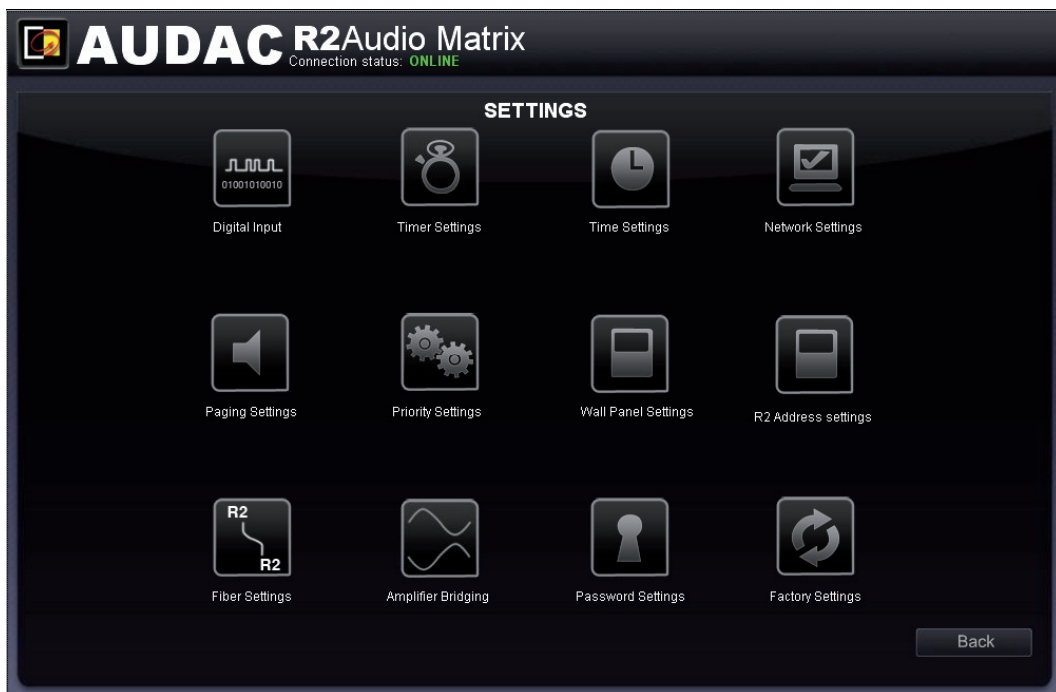 AUDAC R2Audio Matrix
Connection status: ONLINE
SETTINGS
01001010010
Digital Input
Timer Settings
Time Settings
Network Settings
Paging Settings
Priority Settings
Wall Panel Settings
R2 Address settings
R2
R2
Fiber Settings
Amplifier Bridging
Password Settings
Factory Settings
Back